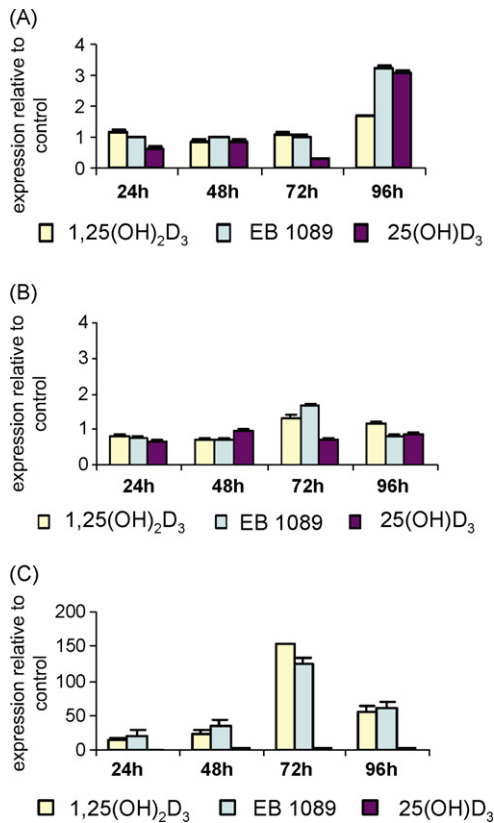 (A)
expression relative to
control
4
3
2
1
0
24h 48h 72h 96h
1,25(OH)₂D₃ EB 1089 25(OH)D₃
(B)
expression relative to
control
4
3
2
1
0
24h 48h 72h 96h
1,25(OH)₂D₃ EB 1089 25(OH)D₃
(C)
expression relative to
control
200
150
100
50
0
24h 48h 72h 96h
1,25(OH)₂D₃ EB 1089 25(OH)D₃